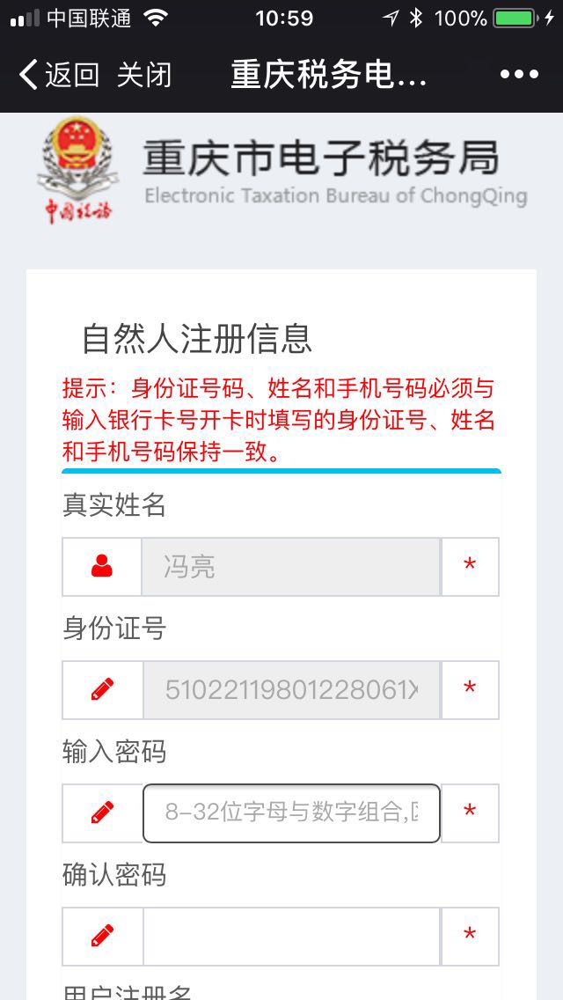 中国联通 10:59 100%
返回 关闭 重庆税务电...
中国税务
重庆市电子税务局
Electronic Taxation Bureau of ChongQing
自然人注册信息
提示：身份证号码、姓名和手机号码必须与
输入银行卡号开卡时填写的身份证号、姓名
和手机号码保持一致。
真实姓名
冯亮 *
身份证号
51022119801228061X *
输入密码
8-32位字母与数字组合,区 *
确认密码
*
用户注册名